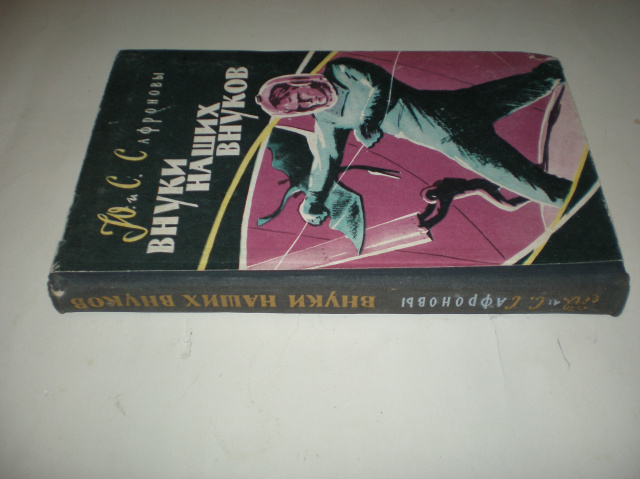 Ю. и С. Сафроновы
ВНУКИ
НАШИХ
ВНУКОВ
Ю. и С. САФРОНОВЫ
ВНУКИ НАШИХ ВНУКОВ